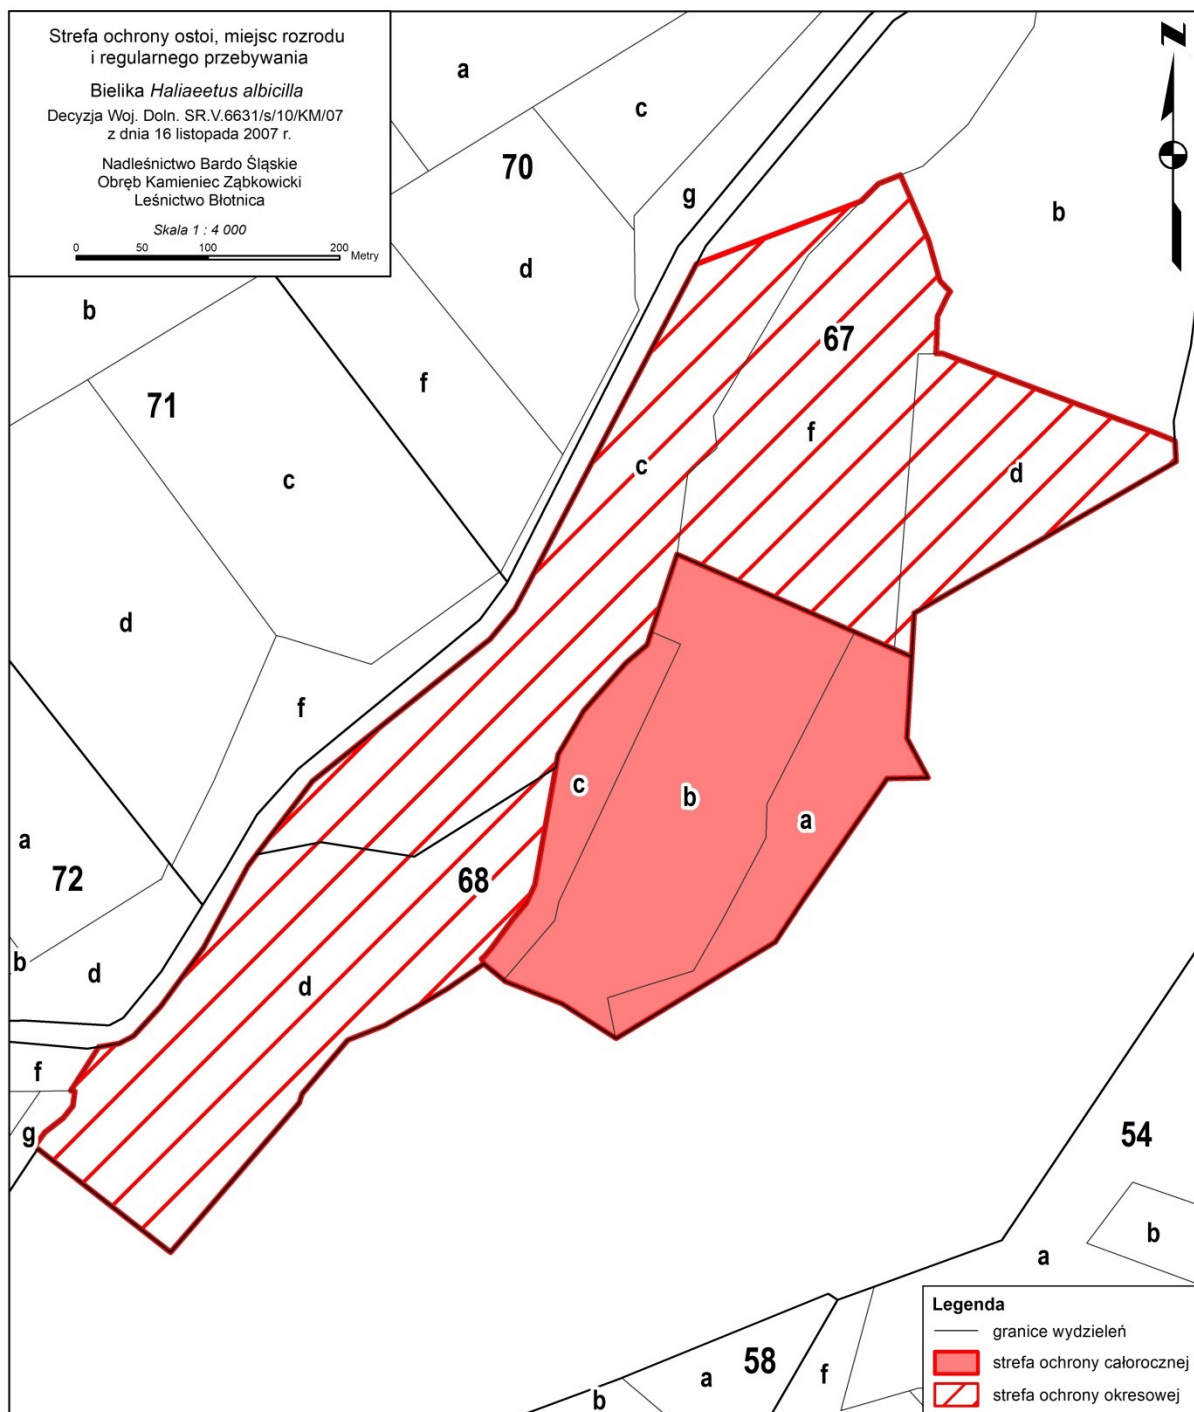 Strefa ochrony ostoi, miejsc rozrodu
i regularnego przebywania
Bielika Haliaeetus albicilla
Decyzja Woj. Doln. SR.V.6631/s/10/KM/07
z dnia 16 listopada 2007 r.
Nadleśnictwo Bardo Śląskie
Obręb Kamieniec Ząbkowicki
Leśnictwo Błotnica
Skala 1 : 4 000
0 50 100 200 Metry
N
a
c
70
g
b
d
b
67
f
71
f
c
c
d
d
f
c
b
a
a
72
68
b
d
d
f
g
54
b
a
58
a
f
b
Legenda
granice wydzieleń
strefa ochrony całorocznej
strefa ochrony okresowej